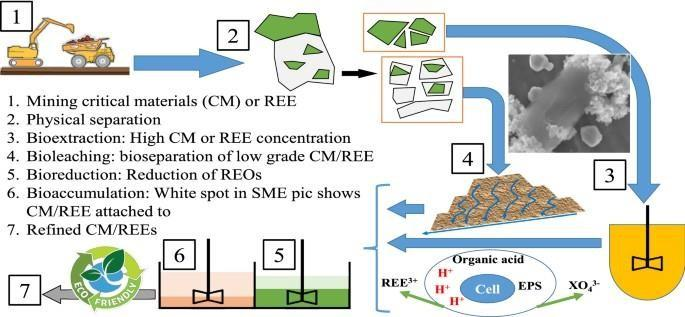 1
2
1. Mining critical materials (CM) or REE
2. Physical separation
3. Bioextraction: High CM or REE concentration
4. Bioleaching: bioseparation of low grade CM/REE
5. Bioreduction: Reduction of REOs
6. Bioaccumulation: White spot in SME pic shows
CM/REE attached to
7. Refined CM/REEs
4
3
6
5
7
ECO FRIENDLY
Organic acid
H⁺
H⁺
H⁺
Cell
EPS
REE³⁺
XO₄³⁻